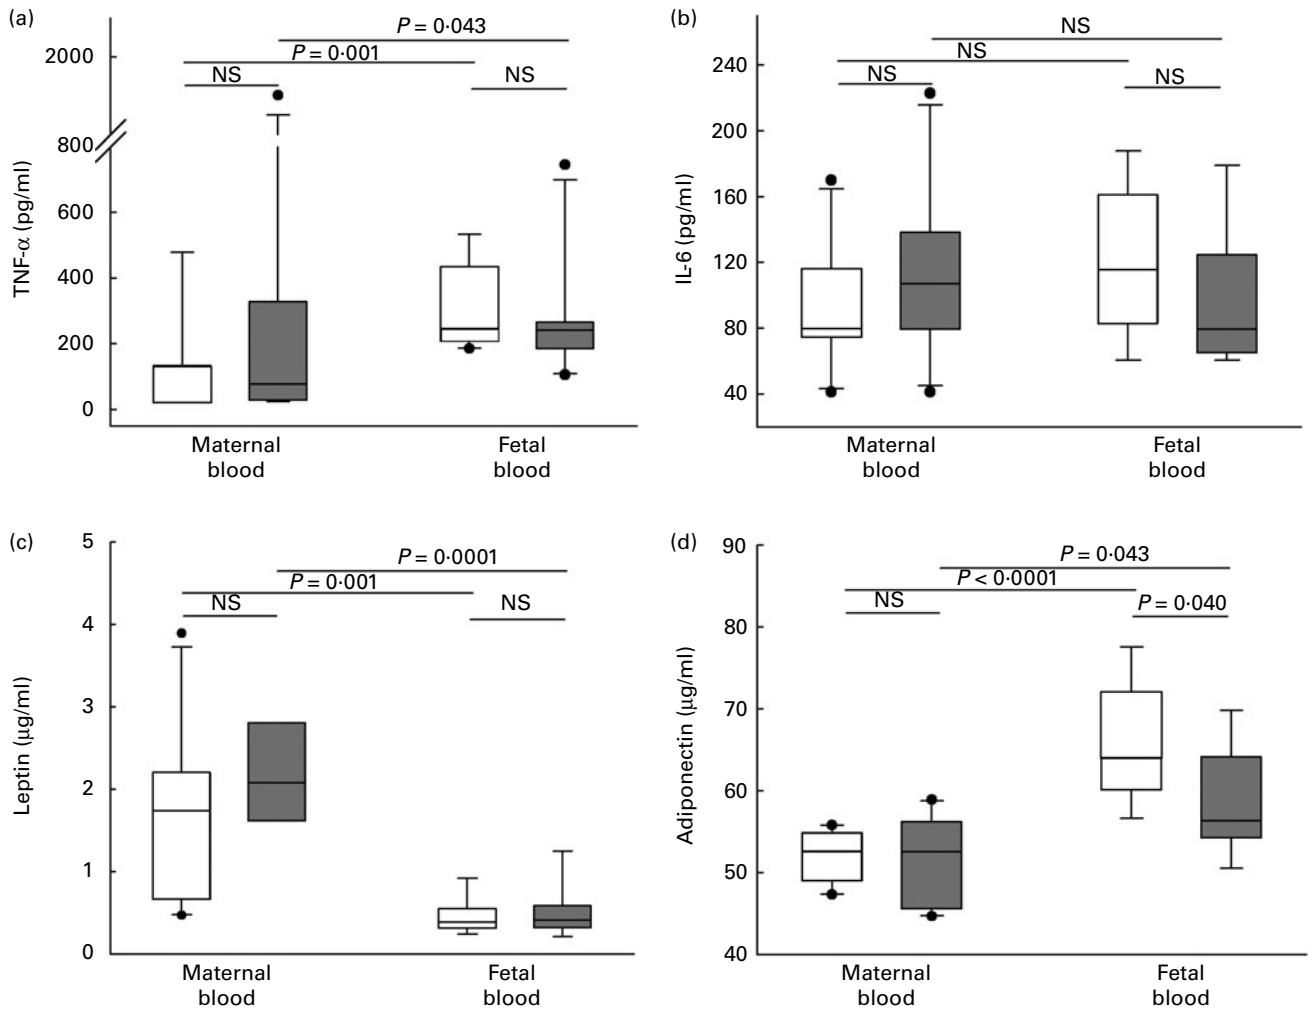 (a)
P = 0·043
P = 0·001
NS
NS
2000
800
600
400
200
0
TNF-α (pg/ml)
Maternal
blood
Fetal
blood
(b)
NS
NS
NS
NS
240
200
160
120
80
40
IL-6 (pg/ml)
Maternal
blood
Fetal
blood
(c)
P = 0·0001
P = 0·001
NS
NS
5
4
3
2
1
0
Leptin (μg/ml)
Maternal
blood
Fetal
blood
(d)
P = 0·043
P < 0·0001
NS
P = 0·040
90
80
70
60
50
40
Adiponectin (μg/ml)
Maternal
blood
Fetal
blood